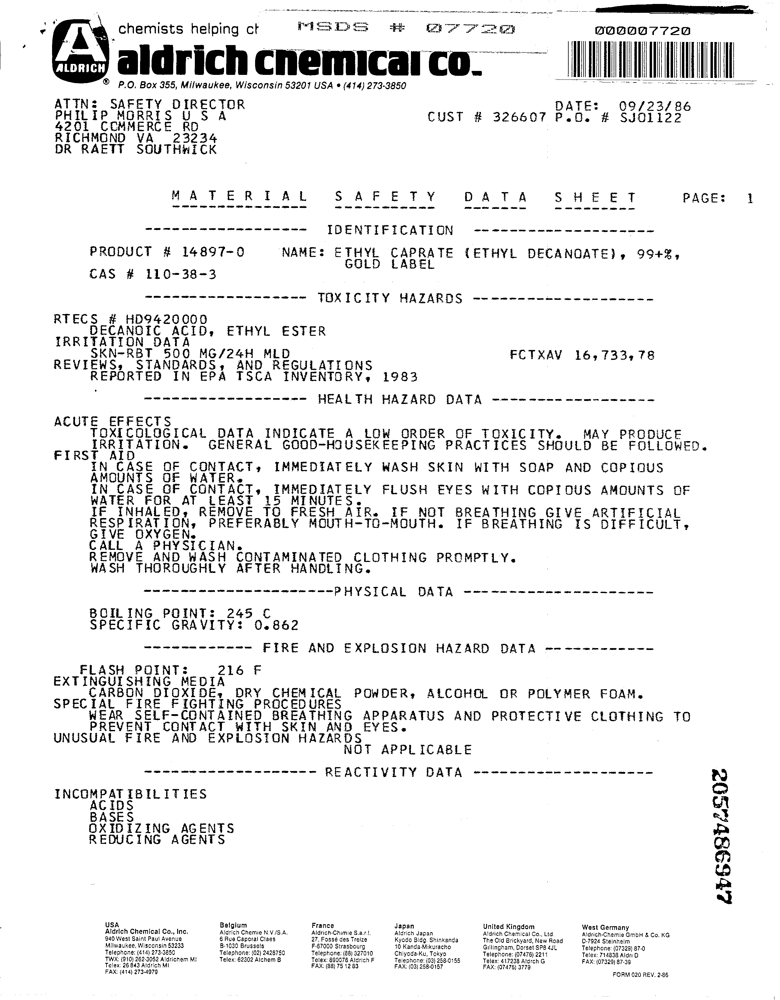 chemists helping ch
MSDS # 07720
000007720
ALDRICH
aldrich chemical co.
P.O. Box 355, Milwaukee, Wisconsin 53201 USA • (414) 273-3850
ATTN: SAFETY DIRECTOR
PHILIP MORRIS U S A
4201 COMMERCE RD
RICHMOND VA 23234
DR RAETT SOUTHWICK
DATE: 09/23/86
CUST # 326607 P.O. # SJ01122
MATERIAL SAFETY DATA SHEET PAGE: 1
------------------ IDENTIFICATION --------------------
PRODUCT # 14897-0 NAME: ETHYL CAPRATE (ETHYL DECANOATE), 99+%,
GOLD LABEL
CAS # 110-38-3
------------------ TOXICITY HAZARDS --------------------
RTECS # HD9420000
DECANOIC ACID, ETHYL ESTER
IRRITATION DATA
SKN-RBT 500 MG/24H MLD FCTXAV 16,733,78
REVIEWS, STANDARDS, AND REGULATIONS
REPORTED IN EPA TSCA INVENTORY, 1983
------------------ HEALTH HAZARD DATA ------------------
ACUTE EFFECTS
TOXICOLOGICAL DATA INDICATE A LOW ORDER OF TOXICITY. MAY PRODUCE
IRRITATION. GENERAL GOOD-HOUSEKEEPING PRACTICES SHOULD BE FOLLOWED.
FIRST AID
IN CASE OF CONTACT, IMMEDIATELY WASH SKIN WITH SOAP AND COPIOUS
AMOUNTS OF WATER.
IN CASE OF CONTACT, IMMEDIATELY FLUSH EYES WITH COPIOUS AMOUNTS OF
WATER FOR AT LEAST 15 MINUTES.
IF INHALED, REMOVE TO FRESH AIR. IF NOT BREATHING GIVE ARTIFICIAL
RESPIRATION, PREFERABLY MOUTH-TO-MOUTH. IF BREATHING IS DIFFICULT,
GIVE OXYGEN.
CALL A PHYSICIAN.
REMOVE AND WASH CONTAMINATED CLOTHING PROMPTLY.
WASH THOROUGHLY AFTER HANDLING.
---------------------PHYSICAL DATA ---------------------
BOILING POINT: 245 C
SPECIFIC GRAVITY: 0.862
------------ FIRE AND EXPLOSION HAZARD DATA ------------
FLASH POINT: 216 F
EXTINGUISHING MEDIA
CARBON DIOXIDE, DRY CHEMICAL POWDER, ALCOHOL OR POLYMER FOAM.
SPECIAL FIRE FIGHTING PROCEDURES
WEAR SELF-CONTAINED BREATHING APPARATUS AND PROTECTIVE CLOTHING TO
PREVENT CONTACT WITH SKIN AND EYES.
UNUSUAL FIRE AND EXPLOSION HAZARDS
NOT APPLICABLE
------------------- REACTIVITY DATA --------------------
INCOMPATIBILITIES
ACIDS
BASES
OXIDIZING AGENTS
REDUCING AGENTS
2057486947
USA
Aldrich Chemical Co., Inc.
940 West Saint Paul Avenue
Milwaukee, Wisconsin 53233
Telephone: (414) 273-3850
TWX: (910) 262-3052 Aldrichem MI
Telex: 26 843 Aldrich MI
FAX: (414) 273-4979
Belgium
Aldrich Chemie N.V./S.A.
6 Rue Caporal Claes
B-1030 Brussels
Telephone: (02) 2428750
Telex: 62302 Alchem B
France
Aldrich-Chimie S.a.r.l.
27, Fossé des Treize
F-67000 Strasbourg
Telephone: (88) 327010
Telex: 890076 Aldrich F
FAX: (88) 75 12 83
Japan
Aldrich Japan
Kyodo Bldg. Shinkanda
10 Kanda-Mikuracho
Chiyoda-Ku, Tokyo
Telephone: (03) 258-0155
FAX: (03) 258-0157
United Kingdom
Aldrich Chemical Co., Ltd.
The Old Brickyard, New Road
Gillingham, Dorset SP8 4JL
Telephone: (07476) 2211
Telex: 417238 Aldrich G
FAX: (07476) 3779
West Germany
Aldrich-Chemie GmbH & Co. KG
D-7924 Steinheim
Telephone: (07329) 87-0
Telex: 714838 Aldri D
FAX: (07329) 87-39
FORM 020 REV. 2-86